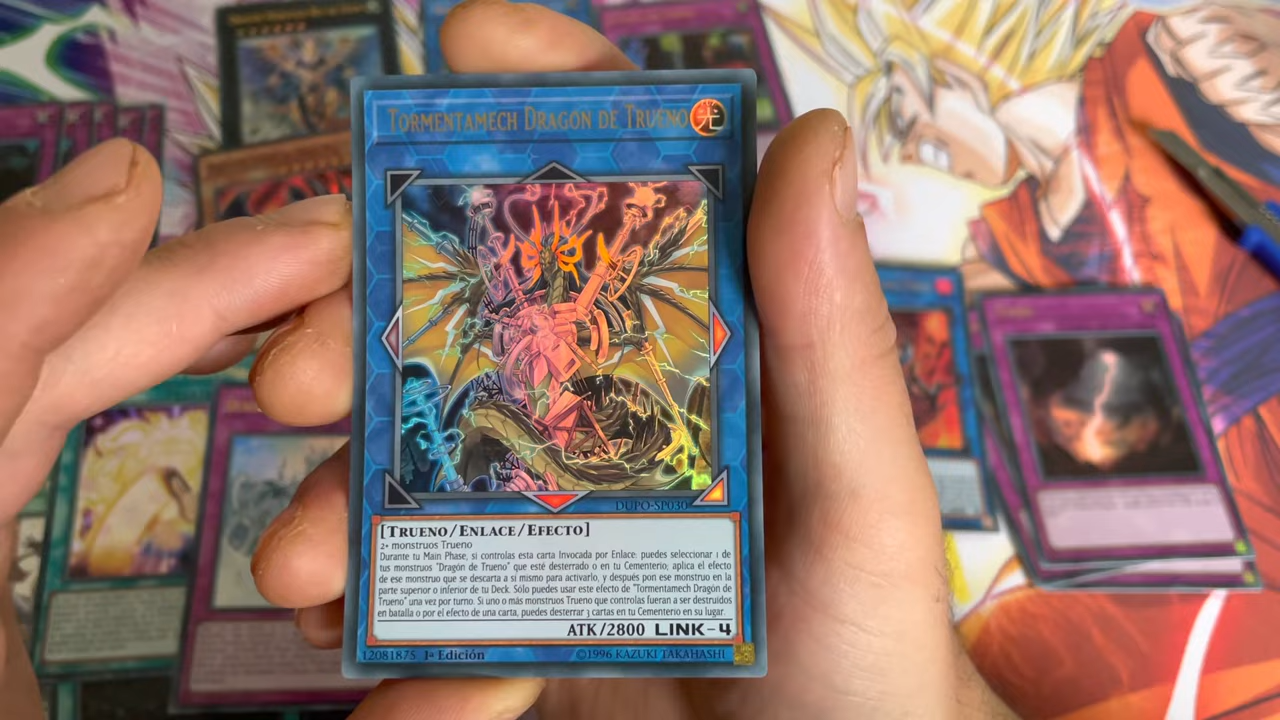 TORMENTAMECH DRAGÓN DE TRUENO
光
DUPO-SP030
[TRUENO/ENLACE/EFECTO]
2+ monstruos Trueno
Durante tu Main Phase, si controlas esta carta Invocada por Enlace: puedes seleccionar 1 de
tus monstruos "Dragón de Trueno" que esté desterrado o en tu Cementerio; aplica el efecto
de ese monstruo que se descarta a sí mismo para activarlo, y después pon ese monstruo en la
parte superior o inferior de tu Deck. Sólo puedes usar este efecto de "Tormentamech Dragón de
Trueno" una vez por turno. Si uno o más monstruos Trueno que controlas fueran a ser destruidos
en batalla o por el efecto de una carta, puedes desterrar 3 cartas en tu Cementerio en su lugar.
ATK/2800 LINK-4
12081875 1ª Edición ©1996 KAZUKI TAKAHASHI